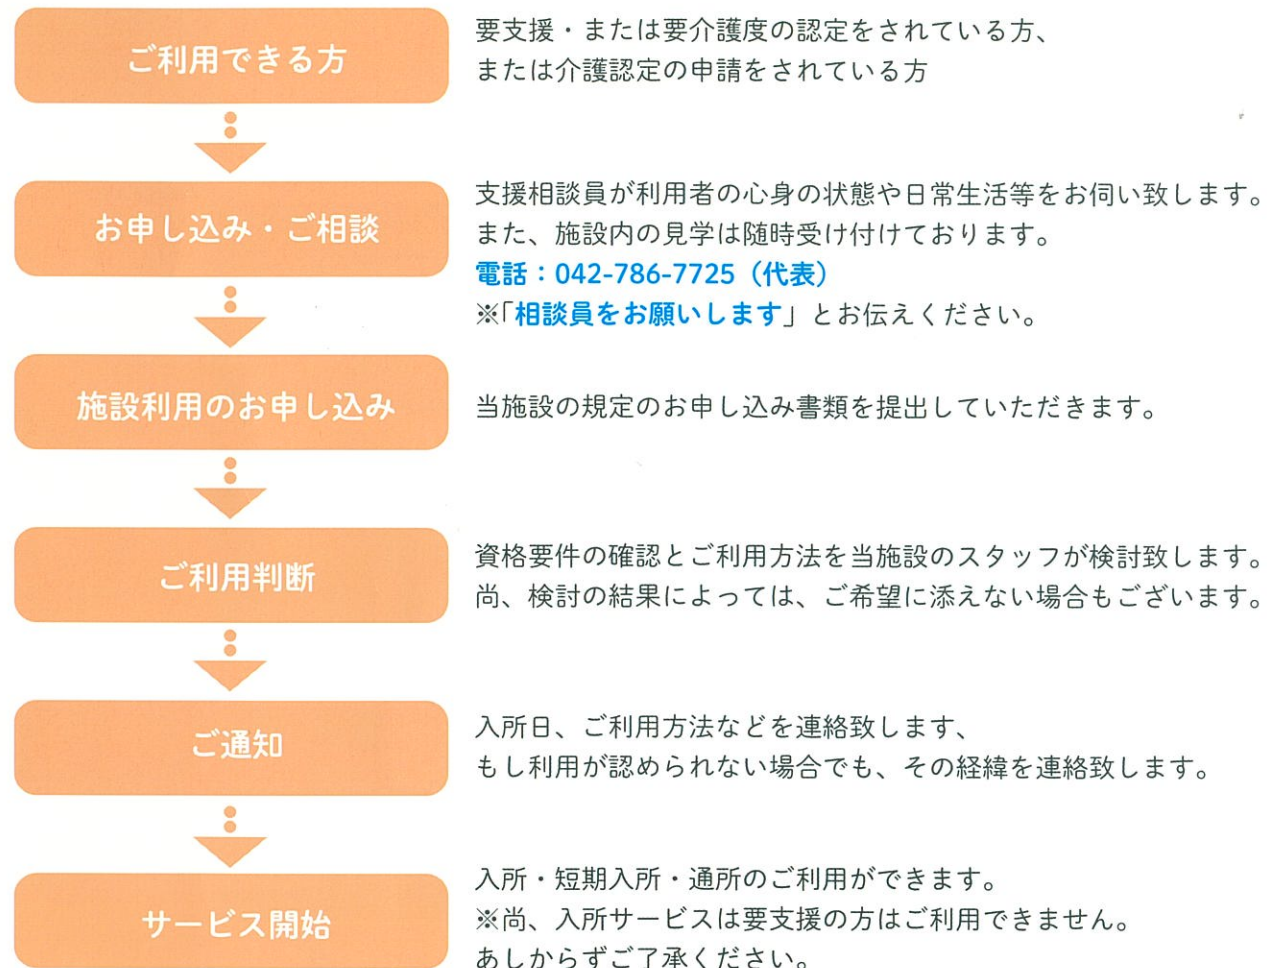 ご利用できる方
要支援・または要介護度の認定をされている方、
または介護認定の申請をされている方
お申し込み・ご相談
支援相談員が利用者の心身の状態や日常生活等をお伺い致します。
また、施設内の見学は随時受け付けております。
電話：042-786-7725（代表）
※「相談員をお願いします」とお伝えください。
施設利用のお申し込み
当施設の規定のお申し込み書類を提出していただきます。
ご利用判断
資格要件の確認とご利用方法を当施設のスタッフが検討致します。
尚、検討の結果によっては、ご希望に添えない場合もございます。
ご通知
入所日、ご利用方法などを連絡致します、
もし利用が認められない場合でも、その経緯を連絡致します。
サービス開始
入所・短期入所・通所のご利用ができます。
※尚、入所サービスは要支援の方はご利用できません。
あしからずご了承ください。